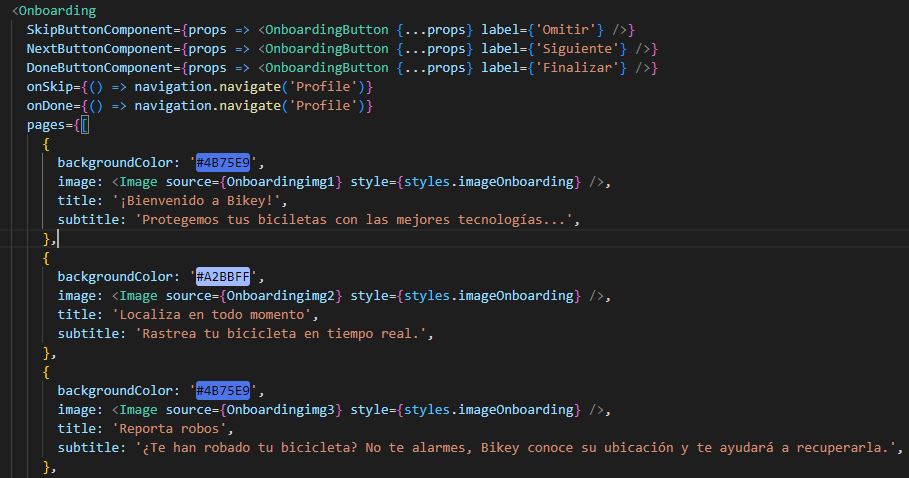 <Onboarding
SkipButtonComponent={props => <OnboardingButton {...props} label={'Omitir'} />}
NextButtonComponent={props => <OnboardingButton {...props} label={'Siguiente'} />}
DoneButtonComponent={props => <OnboardingButton {...props} label={'Finalizar'} />}
onSkip={() => navigation.navigate('Profile')}
onDone={() => navigation.navigate('Profile')}
pages={[
{
backgroundColor: '#4B75E9',
image: <Image source={Onboardingimg1} style={styles.imageOnboarding} />,
title: '¡Bienvenido a Bikey!',
subtitle: 'Protegemos tus biciletas con las mejores tecnologías...',
},
{
backgroundColor: '#A2BBFF',
image: <Image source={Onboardingimg2} style={styles.imageOnboarding} />,
title: 'Localiza en todo momento',
subtitle: 'Rastrea tu bicicleta en tiempo real.',
},
{
backgroundColor: '#4B75E9',
image: <Image source={Onboardingimg3} style={styles.imageOnboarding} />,
title: 'Reporta robos',
subtitle: '¿Te han robado tu bicicleta? No te alarmes, Bikey conoce su ubicación y te ayudará a recuperarla.',
},